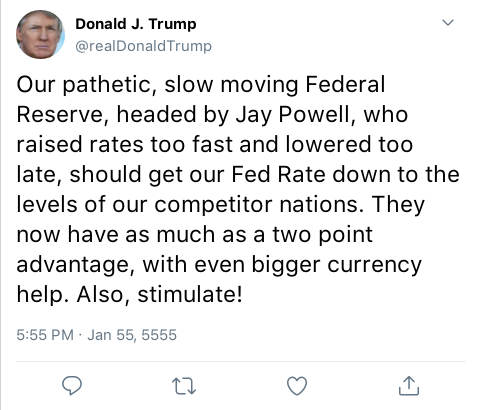 Donald J. Trump
@realDonaldTrump
Our pathetic, slow moving Federal
Reserve, headed by Jay Powell, who
raised rates too fast and lowered too
late, should get our Fed Rate down to the
levels of our competitor nations. They
now have as much as a two point
advantage, with even bigger currency
help. Also, stimulate!
5:55 PM · Jan 55, 5555